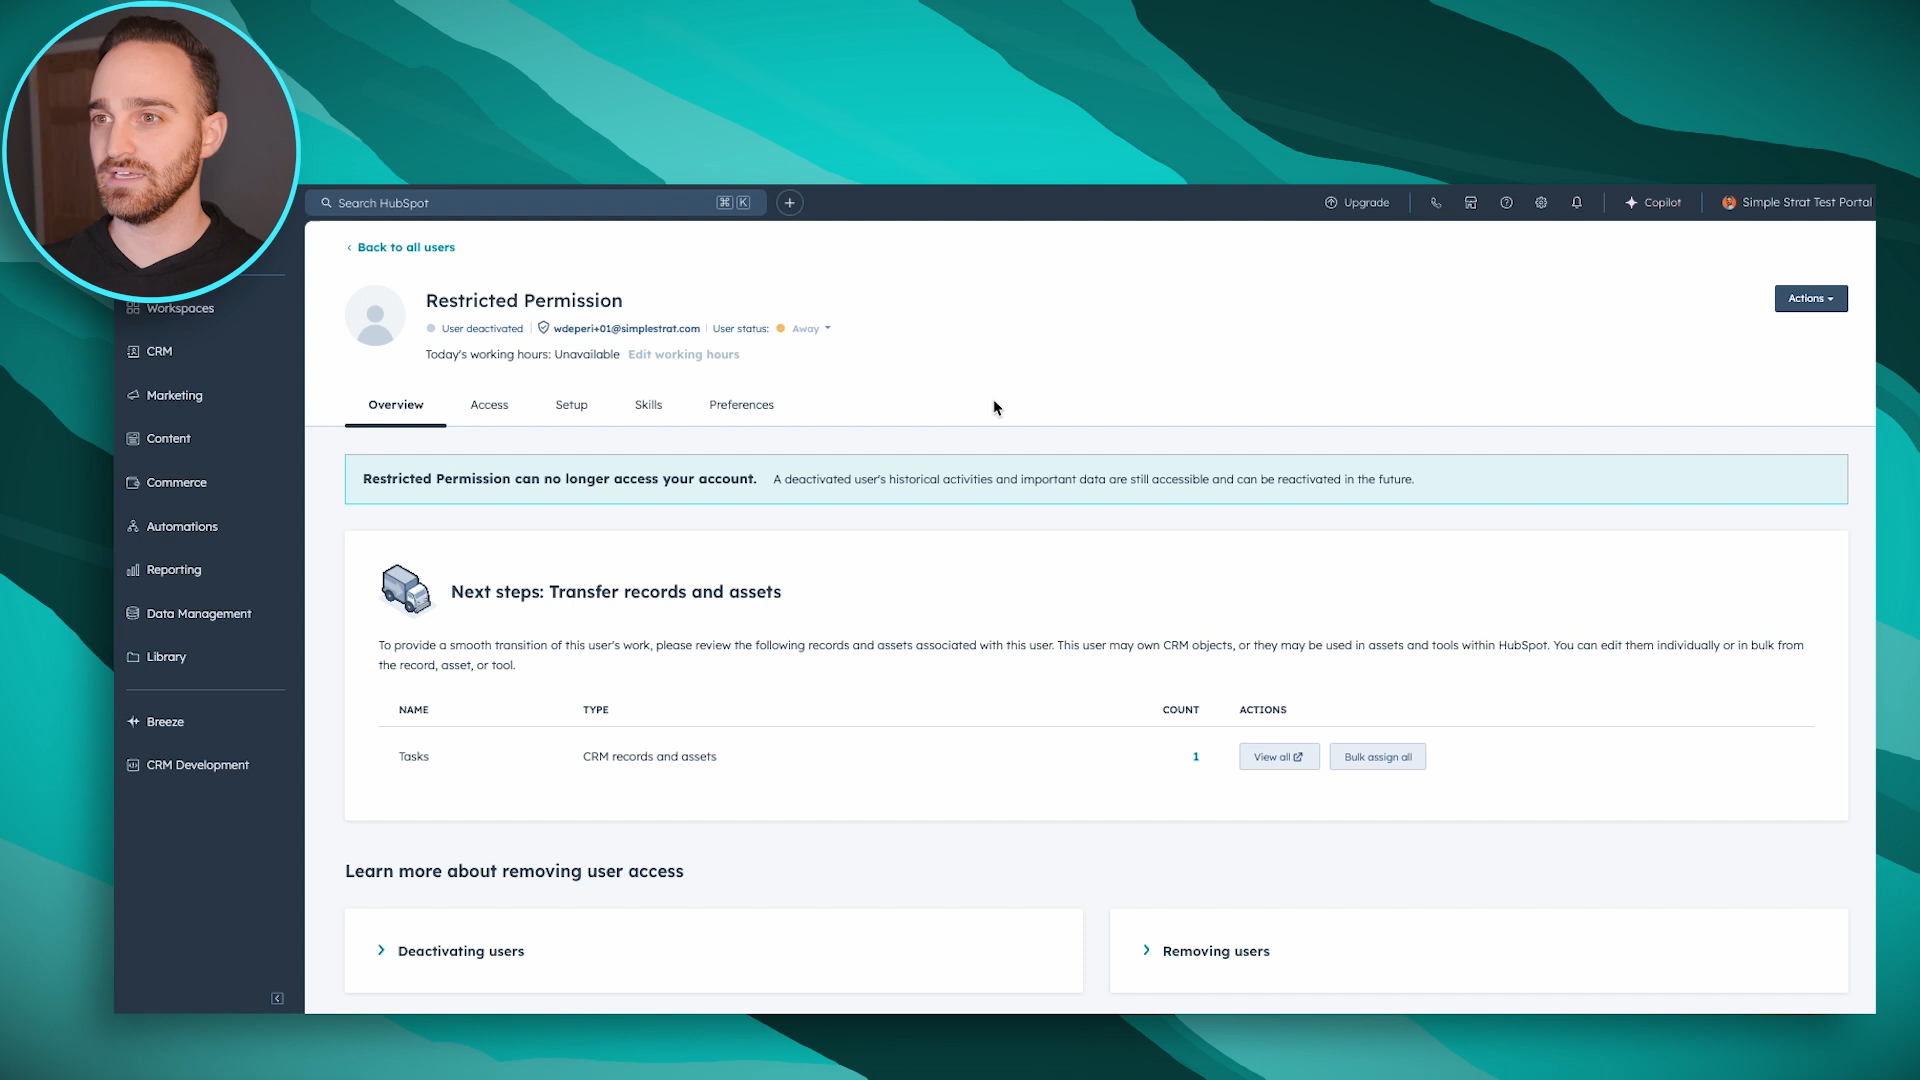 Search HubSpot
⌘ K
Upgrade
Copilot
Simple Strat Test Portal
Workspaces
CRM
Marketing
Content
Commerce
Automations
Reporting
Data Management
Library
Breeze
CRM Development
Back to all users
Restricted Permission
User deactivated
wdeperi+01@simplestrat.com
User status: Away
Today's working hours: Unavailable Edit working hours
Actions
Overview Access Setup Skills Preferences
Restricted Permission can no longer access your account. A deactivated user's historical activities and important data are still accessible and can be reactivated in the future.
Next steps: Transfer records and assets
To provide a smooth transition of this user's work, please review the following records and assets associated with this user. This user may own CRM objects, or they may be used in assets and tools within HubSpot. You can edit them individually or in bulk from
the record, asset, or tool.
NAME TYPE COUNT ACTIONS
Tasks CRM records and assets 1 View all Bulk assign all
Learn more about removing user access
Deactivating users
Removing users